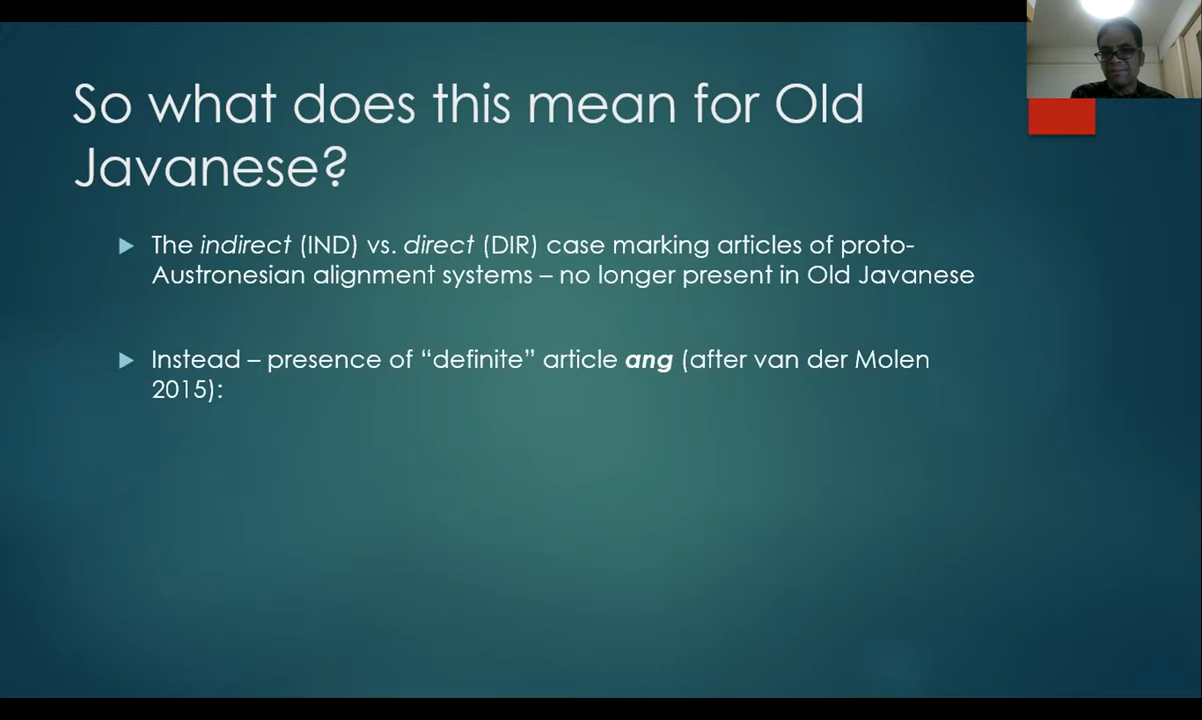 So what does this mean for Old
Javanese?
The indirect (IND) vs. direct (DIR) case marking articles of proto-
Austronesian alignment systems – no longer present in Old Javanese
Instead – presence of “definite” article ang (after van der Molen
2015):